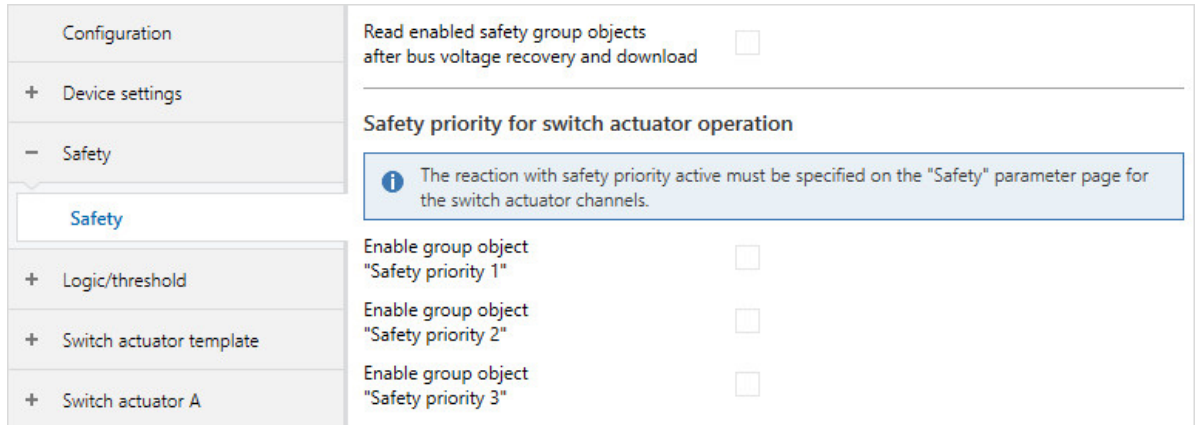 Configuration
+ Device settings
− Safety
Safety
+ Logic/threshold
+ Switch actuator template
+ Switch actuator A
Read enabled safety group objects
after bus voltage recovery and download
Safety priority for switch actuator operation
The reaction with safety priority active must be specified on the "Safety" parameter page for
the switch actuator channels.
Enable group object
"Safety priority 1"
Enable group object
"Safety priority 2"
Enable group object
"Safety priority 3"